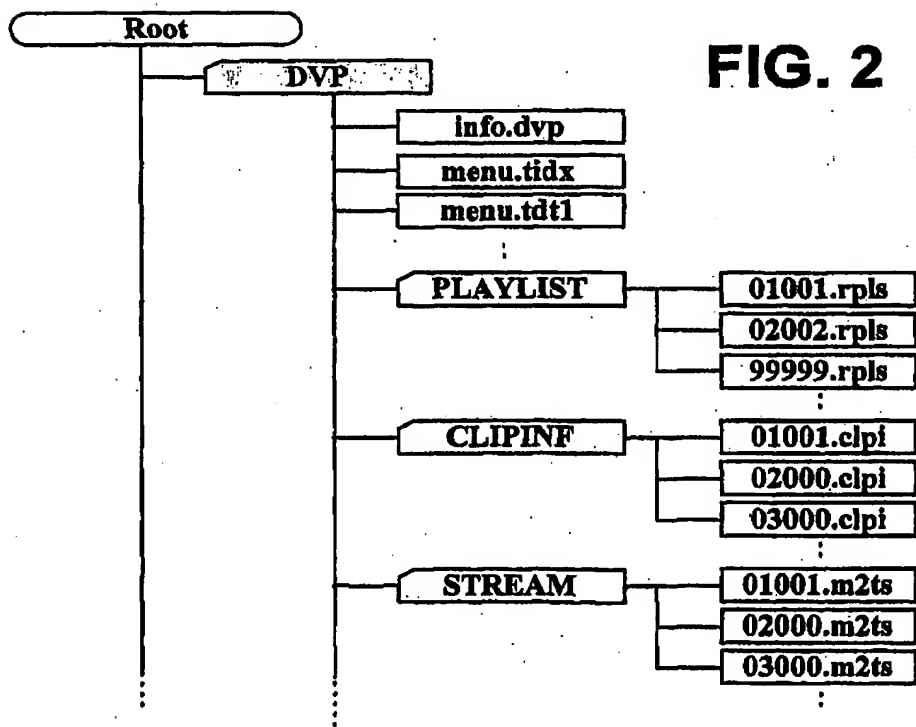 Root
DVP
FIG. 2
info.dvp
menu.tidx
menu.tdt1
PLAYLIST
01001.rpls
02002.rpls
99999.rpls
CLIPINF
01001.clpi
02000.clpi
03000.clpi
STREAM
01001.m2ts
02000.m2ts
03000.m2ts